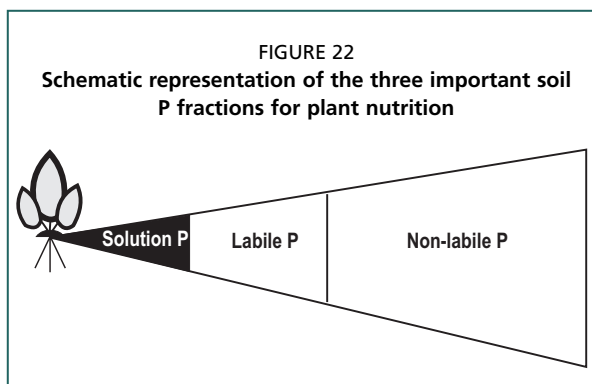 FIGURE 22
Schematic representation of the three important soil
P fractions for plant nutrition
Solution P
Labile P
Non-labile P